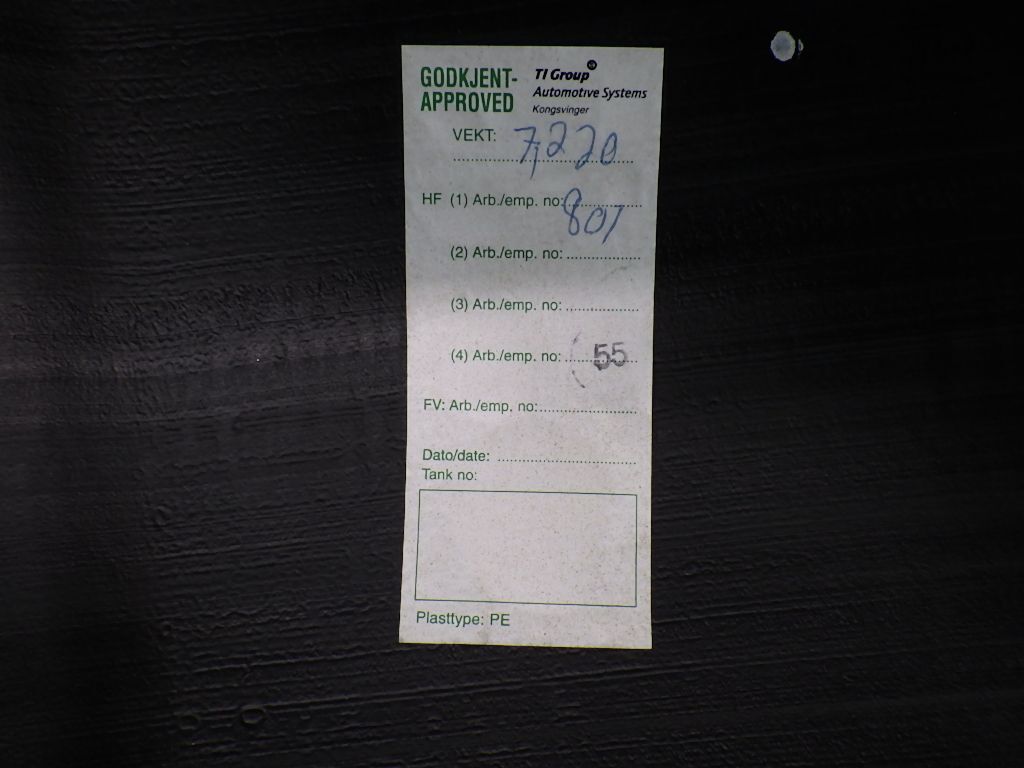 GODKJENT-
APPROVED
TI Group
Automotive Systems
Kongsvinger
VEKT: 7,220
HF (1) Arb./emp. no: 801
(2) Arb./emp. no:
(3) Arb./emp. no:
(4) Arb./emp. no: 55
FV: Arb./emp. no:
Dato/date:
Tank no:
Plasttype: PE